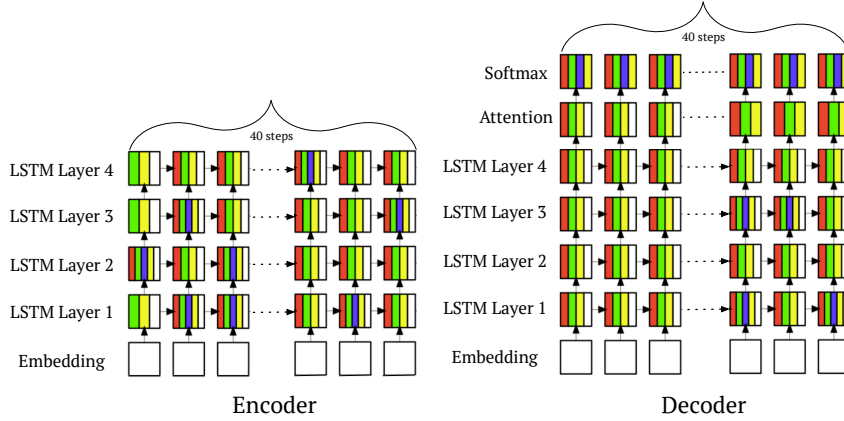 40 steps
LSTM Layer 4
LSTM Layer 3
LSTM Layer 2
LSTM Layer 1
Embedding
Encoder
40 steps
Softmax
Attention
LSTM Layer 4
LSTM Layer 3
LSTM Layer 2
LSTM Layer 1
Embedding
Decoder